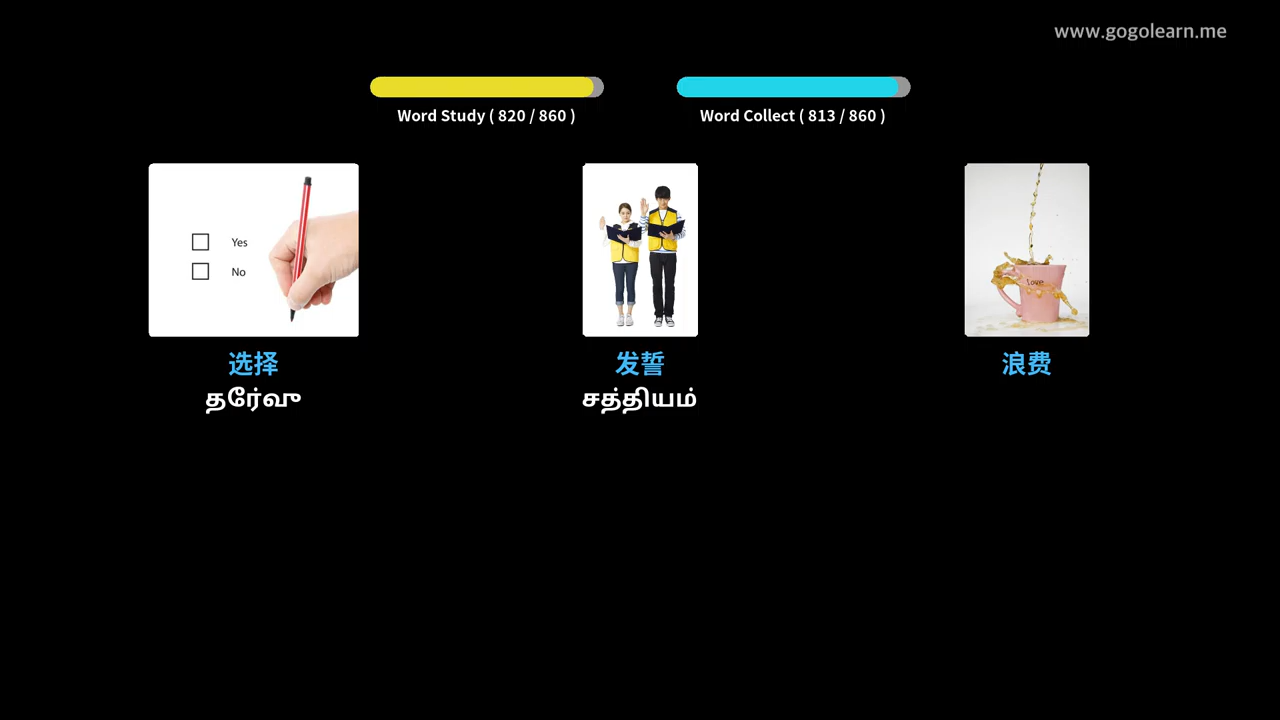 www.gogolearn.me
Word Study ( 820 / 860 )
Word Collect ( 813 / 860 )
Yes
No
Love
选择
发誓
浪费
தேர்வு
சத்தியம்